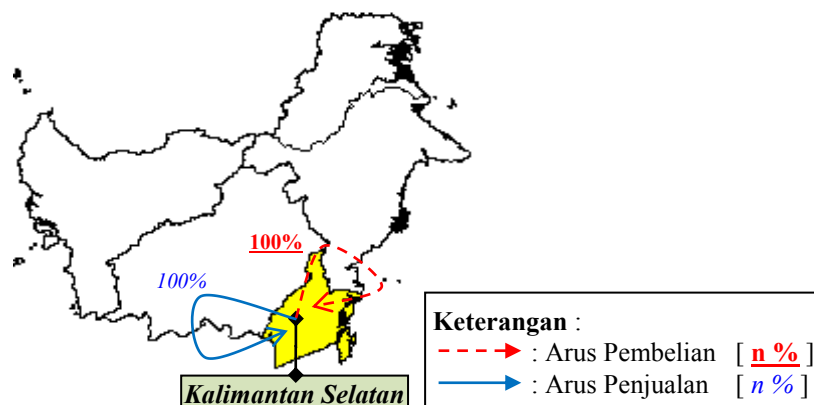 100%
100%
Keterangan :
: Arus Pembelian [ n % ]
: Arus Penjualan [ n % ]
Kalimantan Selatan